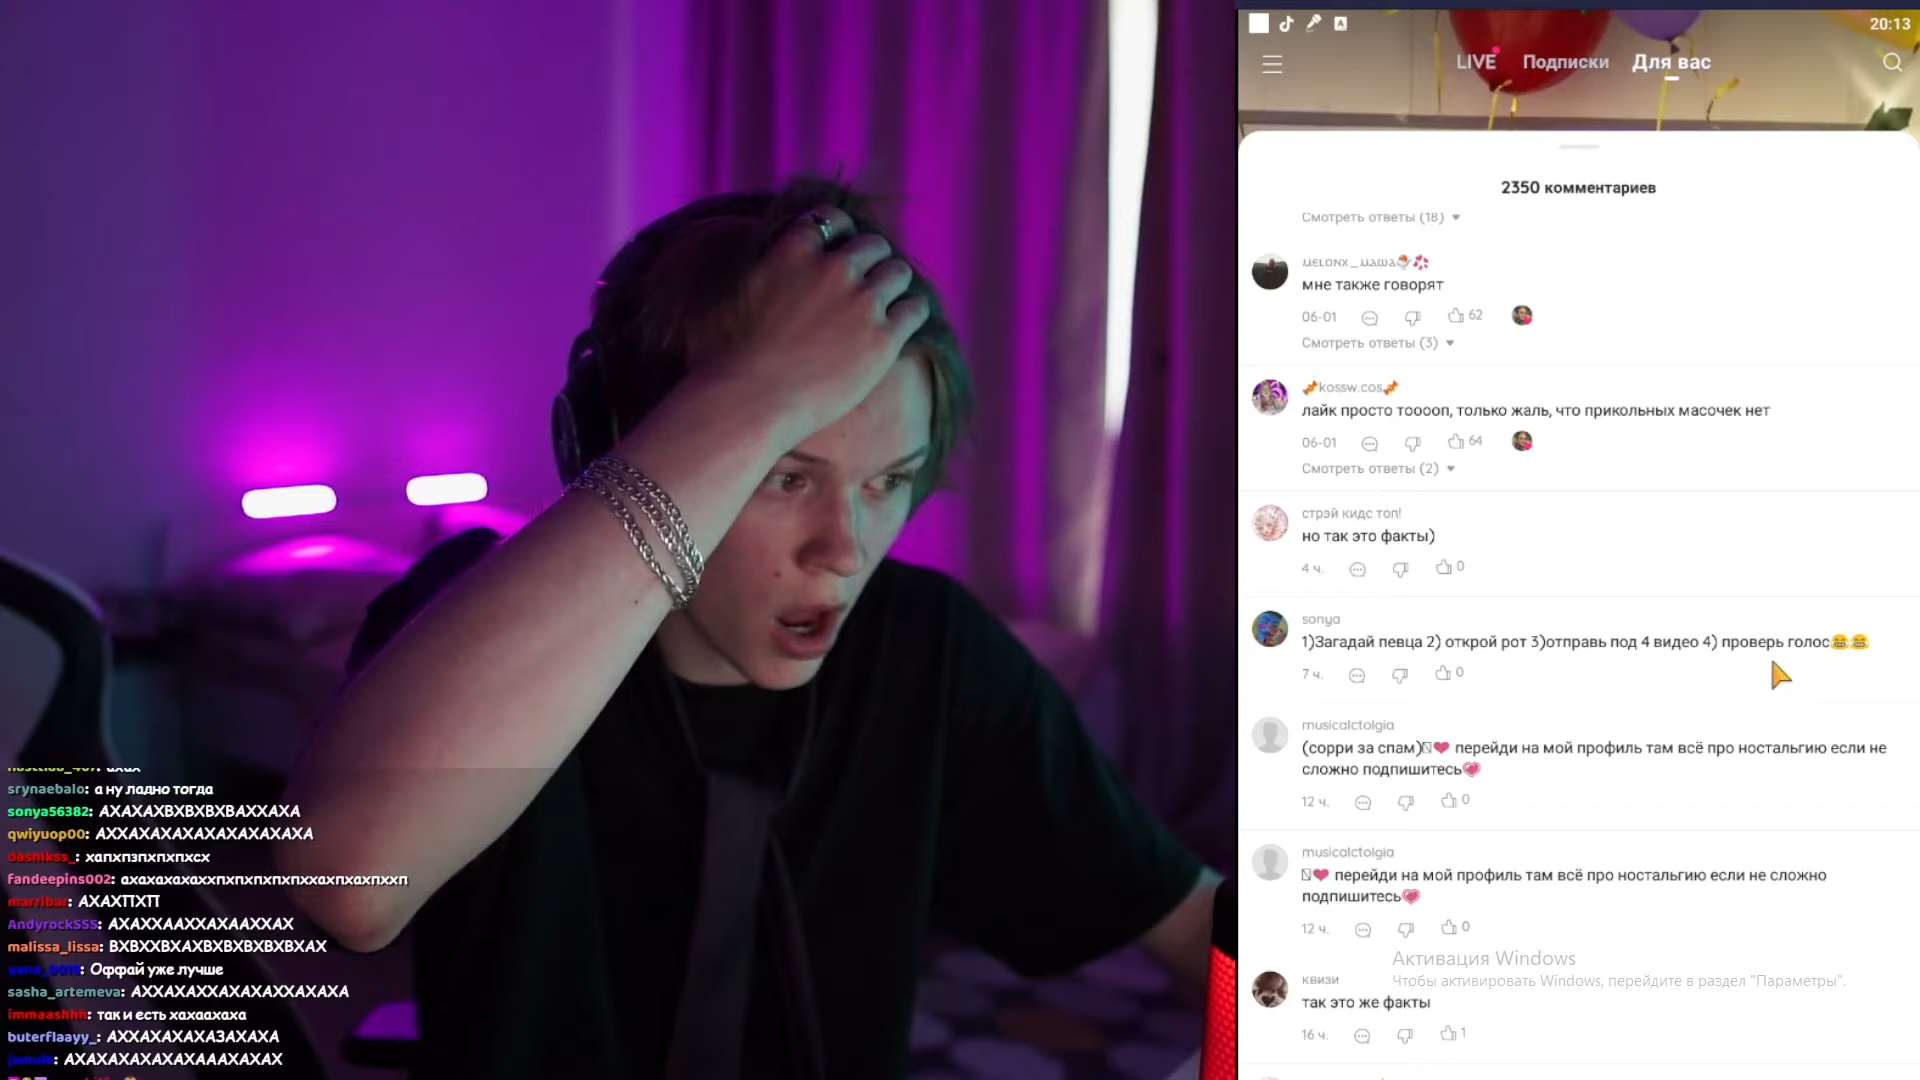 20:13
LIVE Подписки Для вас
2350 комментариев
Смотреть ответы (18)
мне также говорят
06-01 62
Смотреть ответы (3)
kossw.cos
лайк просто тоооoп, только жаль, что прикольных масочек нет
06-01 64
Смотреть ответы (2)
стрэй кидс топ!
но так это факты)
4 ч. 0
sonya
1)Загадай певца 2) открой рот 3)отправь под 4 видео 4) проверь голос😂😂
7 ч. 0
musicalctolgia
(сорри за спам)❤ перейди на мой профиль там всё про ностальгию если не
сложно подпишитесь💗
12 ч. 0
musicalctolgia
❤ перейди на мой профиль там всё про ностальгию если не сложно
подпишитесь💗
12 ч. 0
Активация Windows
Чтобы активировать Windows, перейдите в раздел "Параметры".
квизи
так это же факты
16 ч. 1
srynaebalo: а ну ладно тогда
sonya56382: АХАХАХВХВХВХВАХХАХА
qwiyuop00: АХХАХАХАХАХАХАХАХАХА
dashikss_: хапхпзпхпхпхсх
fandeepins002: ахахахахаххпхпхпхпхпххахпхахпххп
marribar: АХАХПХП
AndyrockSSS: АХАХХААХХАХААХХАХ
malissa_lissa: ВХВХХВХАХВХВХВХВХВХАХ
Оффай уже лучше
sasha_artemeva: АХХАХАХХАХАХАХХАХАХА
immaashhh: так и есть хахаахаха
buterflaayy_: АХХАХАХАХАЗАХАХА
АХАХАХАХАХАХАААХАХАХ